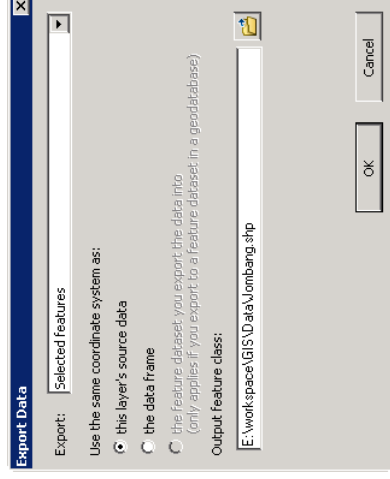 Export Data
Export: Selected features
Use the same coordinate system as:
this layer's source data
the data frame
the feature dataset you export the data into
(only applies if you export to a feature dataset in a geodatabase)
Output feature class:
E:\workspace\GIS\Data\Jombang.shp
OK Cancel